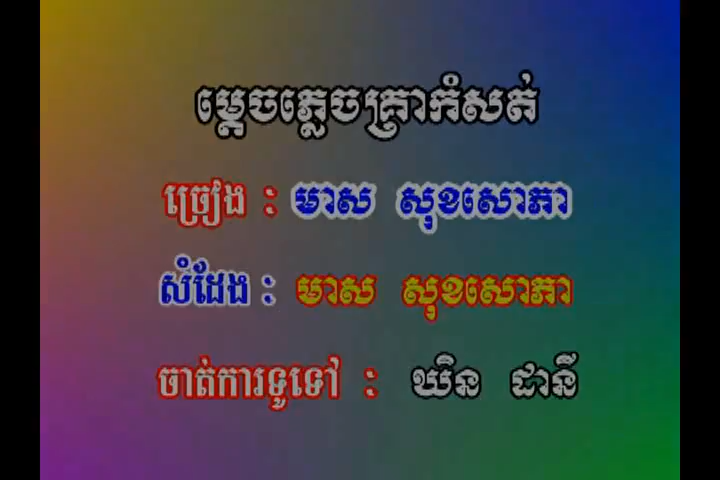 ម្ដេចភ្លេចគ្រាកំសត់
ច្រៀង : មាស សុខសោភា
សំដែង : មាស សុខសោភា
ចាត់ការទូទៅ : ឃិន ដានី